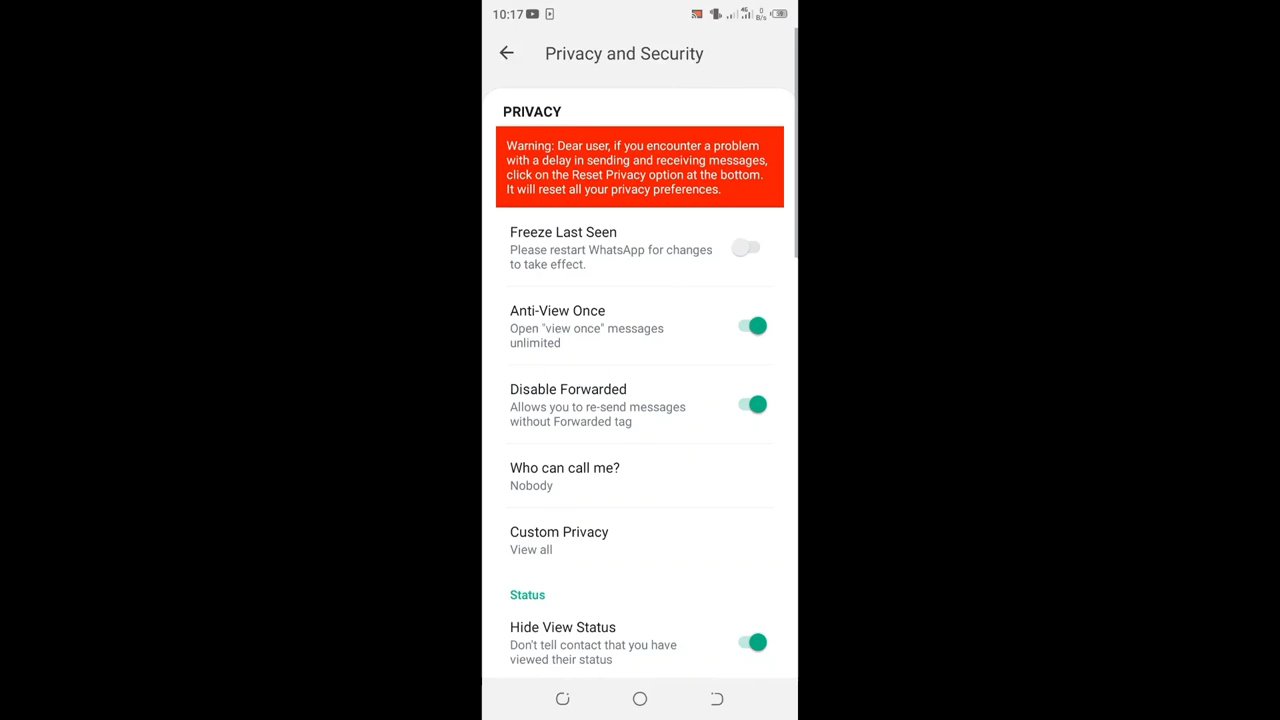 10:17
4G 0 B/s 59
Privacy and Security
PRIVACY
Warning: Dear user, if you encounter a problem
with a delay in sending and receiving messages,
click on the Reset Privacy option at the bottom.
It will reset all your privacy preferences.
Freeze Last Seen
Please restart WhatsApp for changes
to take effect.
Anti-View Once
Open "view once" messages
unlimited
Disable Forwarded
Allows you to re-send messages
without Forwarded tag
Who can call me?
Nobody
Custom Privacy
View all
Status
Hide View Status
Don't tell contact that you have
viewed their status